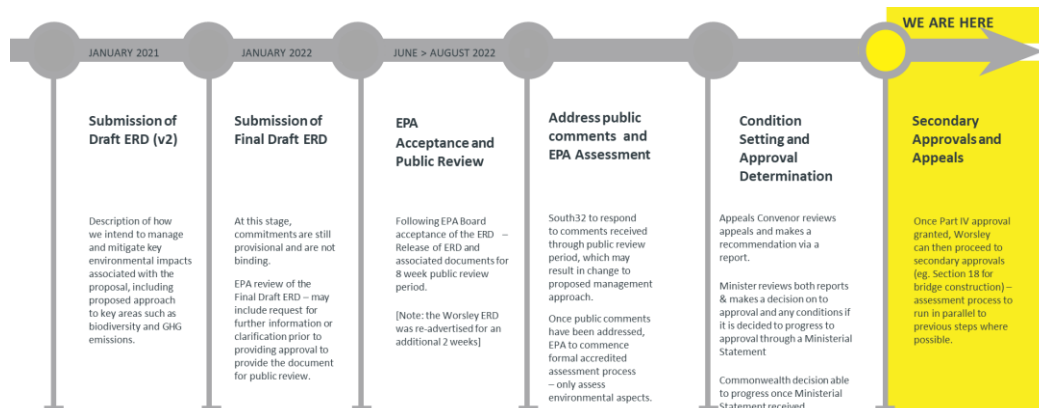 WE ARE HERE
JANUARY 2021
JANUARY 2022
JUNE > AUGUST 2022
Submission of
Draft ERD (v2)
Description of how
we intend to manage
and mitigate key
environmental impacts
associated with the
proposal, including
proposed approach
to key areas such as
biodiversity and GHG
emissions.
Submission of
Final Draft ERD
At this stage,
commitments are still
provisional and are not
binding.
EPA review of the
Final Draft ERD – may
include request for
further information or
clarification prior to
providing approval to
provide the document
for public review.
EPA
Acceptance and
Public Review
Following EPA Board
acceptance of the ERD –
Release of ERD and
associated documents for
8 week public review
period.
[Note: the Worsley ERD
was re-advertised for an
additional 2 weeks]
Address public
comments and
EPA Assessment
South32 to respond
to comments received
through public review
period, which may
result in change to
proposed management
approach.
Once public comments
have been addressed,
EPA to commence
formal accredited
assessment process
– only assess
environmental aspects.
Condition
Setting and
Approval
Determination
Appeals Convenor reviews
appeals and makes a
recommendation via a
report.
Minister reviews both reports
& makes a decision on to
approval and any conditions if
it is decided to progress to
approval through a Ministerial
Statement
Commonwealth decision able
to progress once Ministerial
Statement received
Secondary
Approvals and
Appeals
Once Part IV approval
granted, Worsley
can then proceed to
secondary approvals
(eg. Section 18 for
bridge construction) –
assessment process to
run in parallel to
previous steps where
possible.